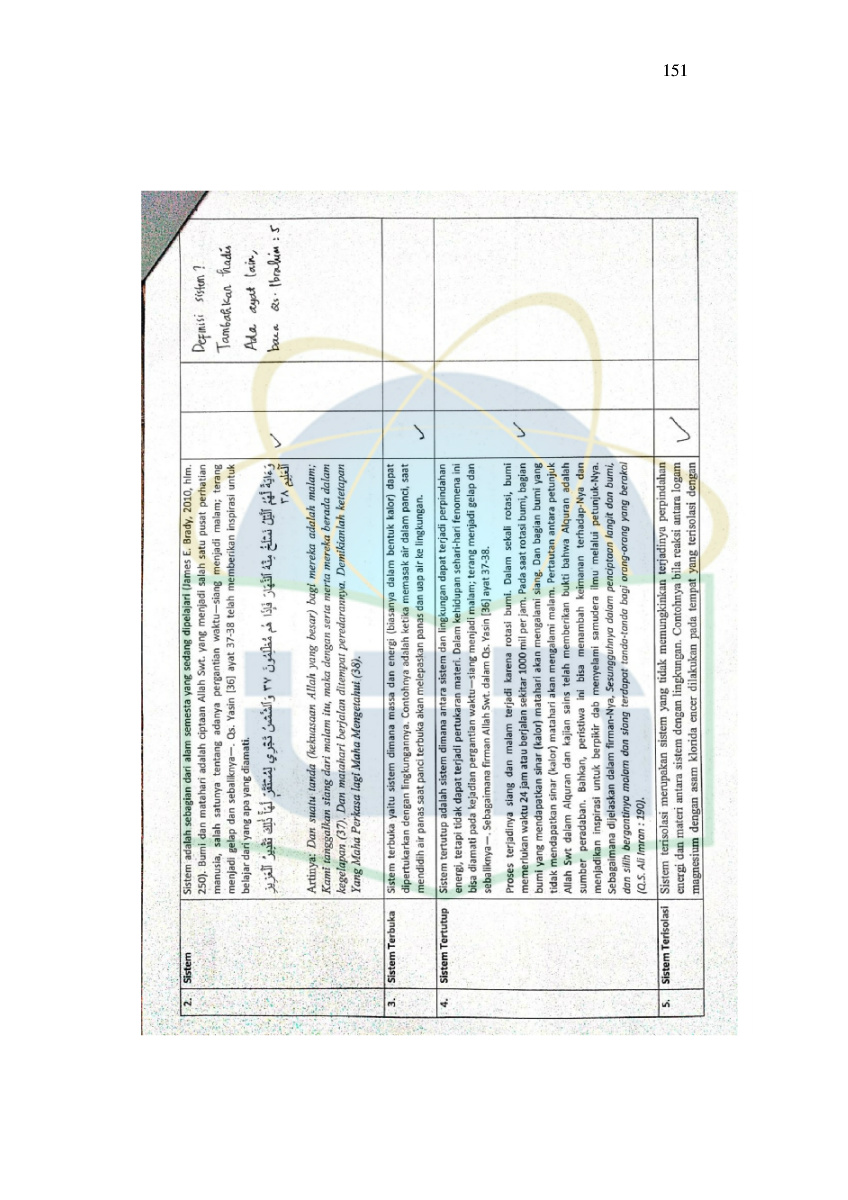 151
2.
Sistem
Sistem adalah sebagian dari alam semesta yang sedang dipelajari (James E. Brady, 2010, hlm.
250). Bumi dan matahari adalah ciptaan Allah Swt. yang menjadi salah satu pusat perhatian
manusia, salah satunya tentang adanya pergantian waktu—siang menjadi malam; terang
menjadi gelap dan sebaliknya—. Qs. Yasin [36] ayat 37-38 telah memberikan inspirasi untuk
belajar dari yang apa yang diamati.
وَءَايَةٌ لَّهُمُ ٱلَّيۡلُ نَسۡلَخُ مِنۡهُ ٱلنَّهَارَ فَإِذَا هُم مُّظۡلِمُونَ ٣٧ وَٱلشَّمۡسُ تَجۡرِي لِمُسۡتَقَرّٖ لَّهَاۚ ذَٰلِكَ تَقۡدِيرُ ٱلۡعَزِيزِ
ٱلۡعَلِيمِ ٣٨
Artinya: Dan suatu tanda (kekuasaan Allah yang besar) bagi mereka adalah malam;
Kami tanggalkan siang dari malam itu, maka dengan serta merta mereka berada dalam
kegelapan (37). Dan matahari berjalan ditempat peredarannya. Demikianlah ketetapan
Yang Maha Perkasa lagi Maha Mengetahui (38).
Definisi sistem?
Tambahkan hadis
Ada ayat lain,
baca Qs. Ibrahim : 5
3.
Sistem Terbuka
Sistem terbuka yaitu sistem dimana massa dan energi (biasanya dalam bentuk kalor) dapat
dipertukarkan dengan lingkungannya. Contohnya adalah ketika memasak air dalam panci, saat
mendidih air panas saat panci terbuka akan melepaskan panas dan uap air ke lingkungan.
4.
Sistem Tertutup
Sistem tertutup adalah sistem dimana antara sistem dan lingkungan dapat terjadi perpindahan
energi, tetapi tidak dapat terjadi pertukaran materi. Dalam kehidupan sehari-hari fenomena ini
bisa diamati pada kejadian pergantian waktu—siang menjadi malam; terang menjadi gelap dan
sebaliknya—. Sebagaimana firman Allah Swt. dalam Qs. Yasin [36] ayat 37-38.
Proses terjadinya siang dan malam terjadi karena rotasi bumi. Dalam sekali rotasi, bumi
memerlukan waktu 24 jam atau berjalan sekitar 1000 mil per jam. Pada saat rotasi bumi, bagian
bumi yang mendapatkan sinar (kalor) matahari akan mengalami siang. Dan bagian bumi yang
tidak mendapatkan sinar (kalor) matahari akan mengalami malam. Pertautan antara petunjuk
Allah Swt dalam Alquran dan kajian sains telah memberikan bukti bahwa Alquran adalah
sumber peradaban. Bahkan, peristiwa ini bisa menambah keimanan terhadap-Nya dan
menjadikan inspirasi untuk berpikir dab menyelami samudera ilmu melalui petunjuk-Nya.
Sebagaimana dijelaskan dalam firman-Nya, Sesungguhnya dalam penciptaan langit dan bumi,
dan silih bergantinya malam dan siang terdapat tanda-tanda bagi orang-orang yang berakal
(Q.S. Ali Imran : 190),
5.
Sistem Terisolasi
Sistem terisolasi merupakan sistem yang tidak memungkinkan terjadinya perpindahan
energi dan materi antara sistem dengan lingkungan. Contohnya bila reaksi antara logam
magnesium dengan asam klorida encer dilakukan pada tempat yang terisolasi dengan